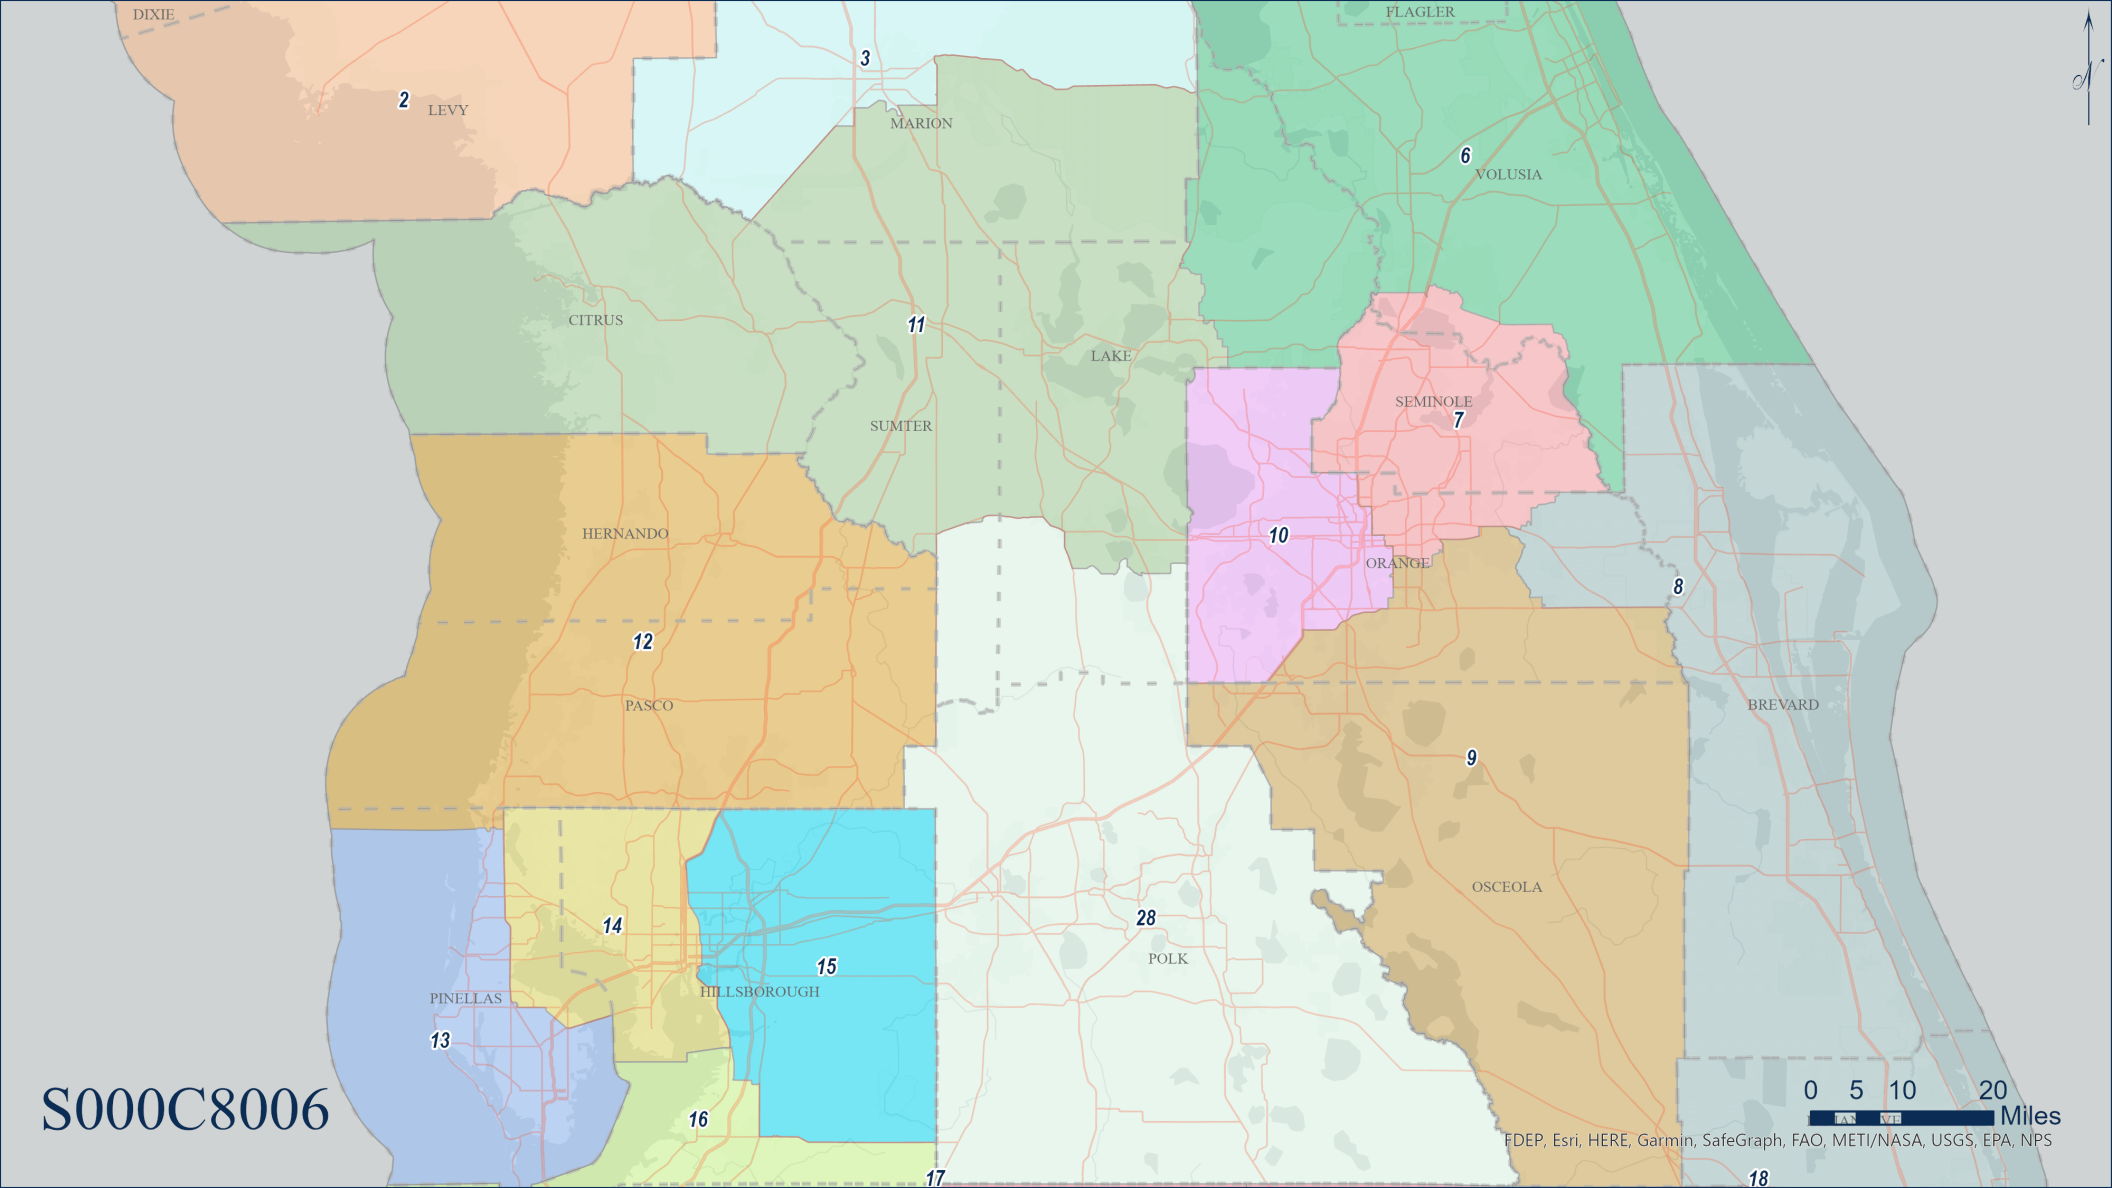 DIXIE
FLAGLER
3
2
LEVY
MARION
N
6
VOLUSIA
CITRUS
11
LAKE
SEMINOLE
7
SUMTER
HERNANDO
10
ORANGE
8
12
PASCO
BREVARD
9
OSCEOLA
14
28
POLK
15
HILLSBOROUGH
PINELLAS
13
S000C8006
16
0 5 10 20
Miles
FDEP, Esri, HERE, Garmin, SafeGraph, FAO, METI/NASA, USGS, EPA, NPS
17
18